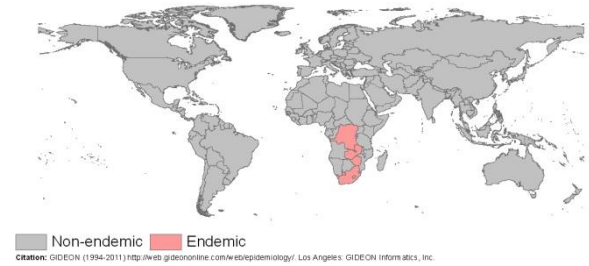 Non-endemic Endemic
Citation: GIDEON (1994-2011) http://web.gideononline.com/web/epidemiology/. Los Angeles: GIDEON Informatics, Inc.